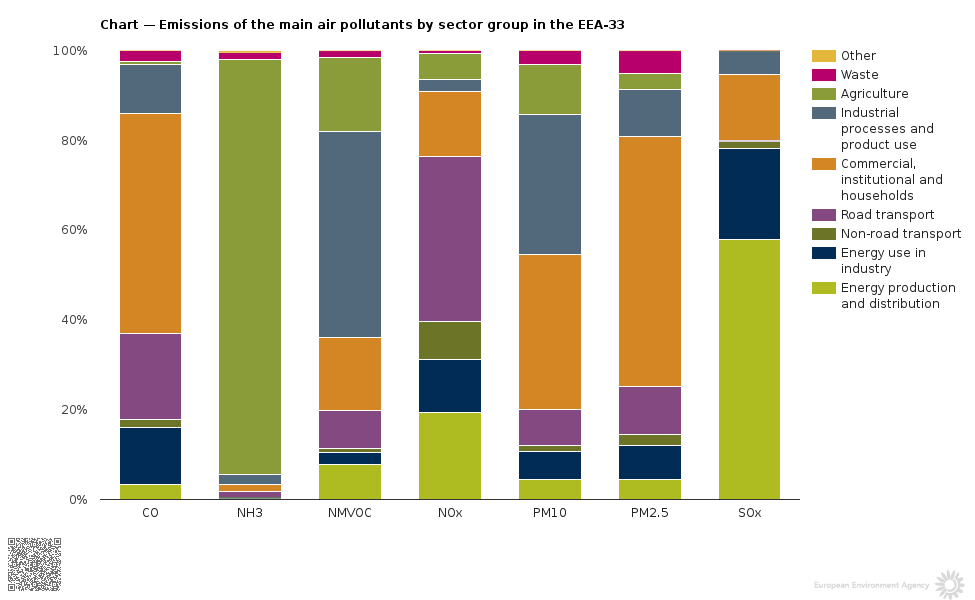 Chart — Emissions of the main air pollutants by sector group in the EEA-33
100%
80%
60%
40%
20%
0%
CO
NH3
NMVOC
NOx
PM10
PM2.5
SOx
Other
Waste
Agriculture
Industrial
processes and
product use
Commercial,
institutional and
households
Road transport
Non-road transport
Energy use in
industry
Energy production
and distribution
European Environment Agency